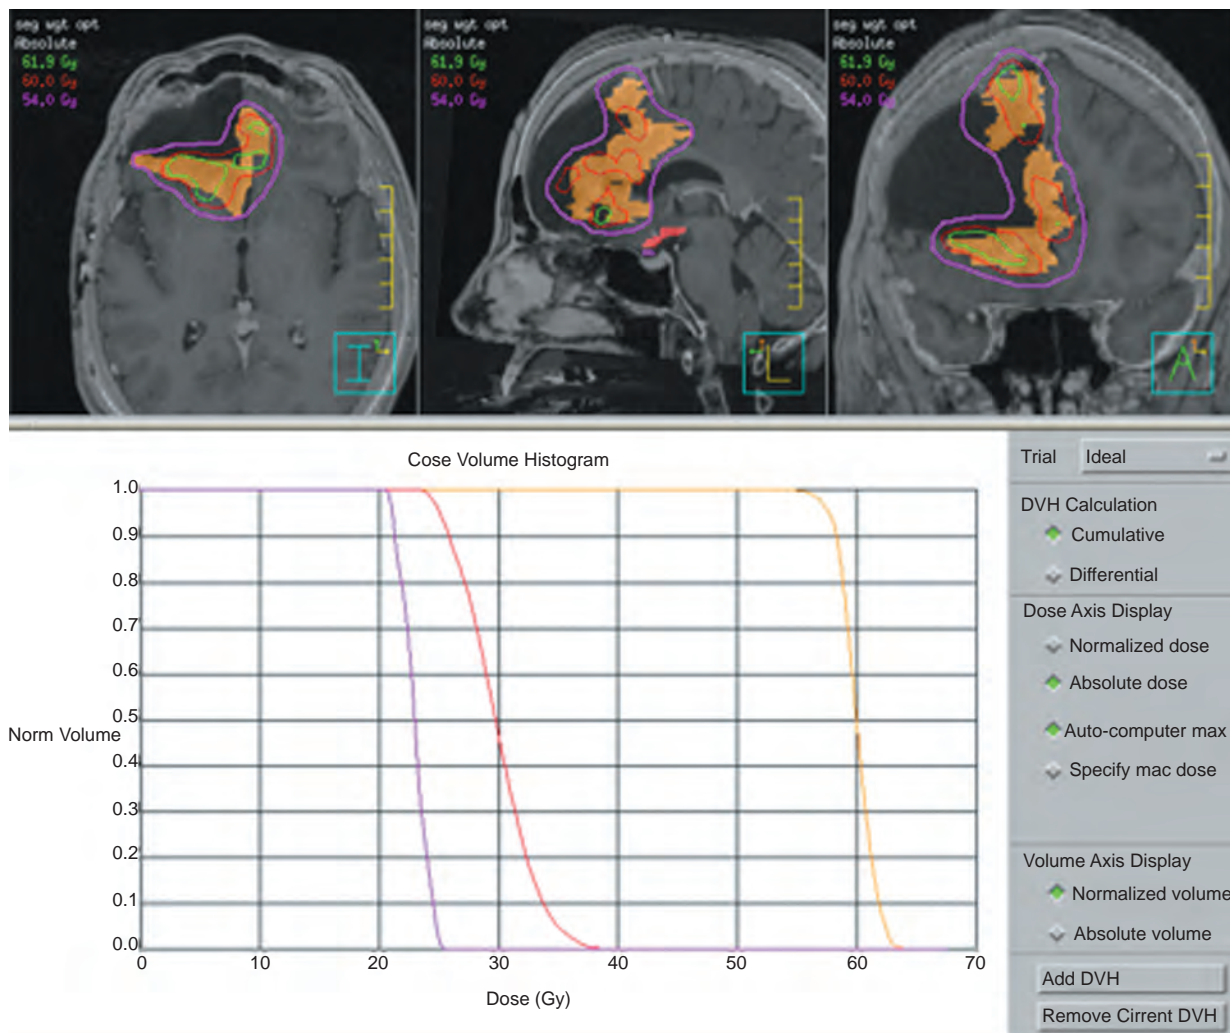 seg wgt opt
Absolute
61.9 Gy
60.0 Gy
54.0 Gy
I
seg wgt opt
Absolute
61.9 Gy
60.0 Gy
54.0 Gy
L
seg wgt opt
Absolute
61.9 Gy
60.0 Gy
54.0 Gy
A
Cose Volume Histogram
Norm Volume
1.0
0.9
0.8
0.7
0.6
0.5
0.4
0.3
0.2
0.1
0.0
0 10 20 30 40 50 60 70
Dose (Gy)
Trial Ideal
DVH Calculation
Cumulative
Differential
Dose Axis Display
Normalized dose
Absolute dose
Auto-computer max
Specify mac dose
Volume Axis Display
Normalized volume
Absolute volume
Add DVH
Remove Cirrent DVH